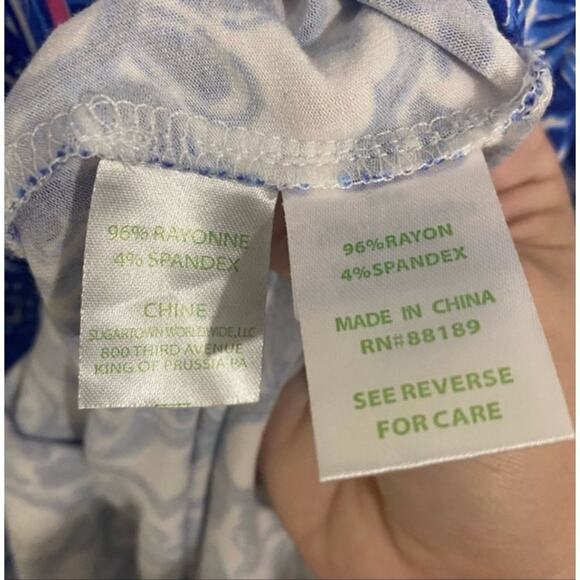 96% RAYONNE
4% SPANDEX
CHINE
SUGARTOWN WORLDWIDE, LLC
800 THIRD AVENUE
KING OF PRUSSIA PA
96%RAYON
4%SPANDEX
MADE IN CHINA
RN#88189
SEE REVERSE
FOR CARE